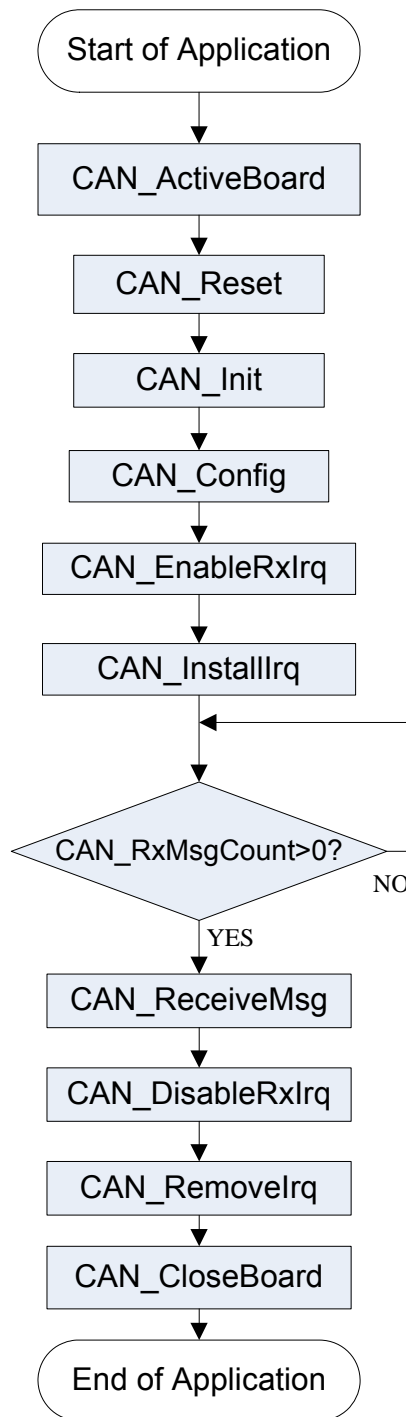 Start of Application
CAN_ActiveBoard
CAN_Reset
CAN_Init
CAN_Config
CAN_EnableRxIrq
CAN_InstallIrq
CAN_RxMsgCount>0?
NO
YES
CAN_ReceiveMsg
CAN_DisableRxIrq
CAN_RemoveIrq
CAN_CloseBoard
End of Application